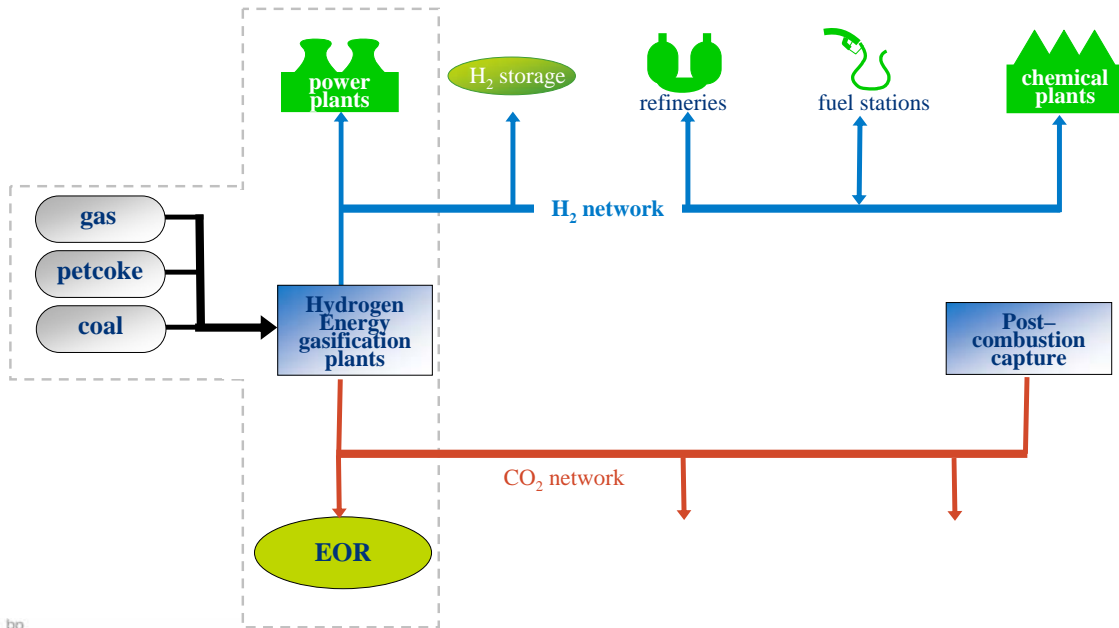 power
plants
H₂ storage
refineries
fuel stations
chemical
plants
H₂ network
gas
petcoke
coal
Hydrogen
Energy
gasification
plants
Post–
combustion
capture
CO₂ network
EOR
bp